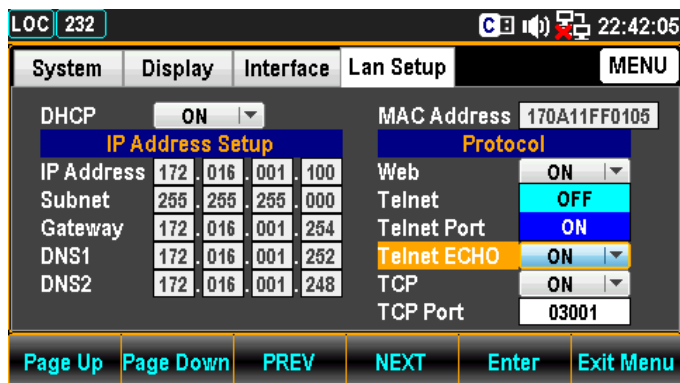 LOC 232 C 22:42:05
System Display Interface Lan Setup MENU
DHCP ON MAC Address 170A11FF0105
IP Address Setup Protocol
IP Address 172 . 016 . 001 . 100 Web ON
Subnet 255 . 255 . 255 . 000 Telnet OFF
Gateway 172 . 016 . 001 . 254 Telnet Port ON
DNS1 172 . 016 . 001 . 252 Telnet ECHO ON
DNS2 172 . 016 . 001 . 248 TCP ON
TCP Port 03001
Page Up Page Down PREV NEXT Enter Exit Menu